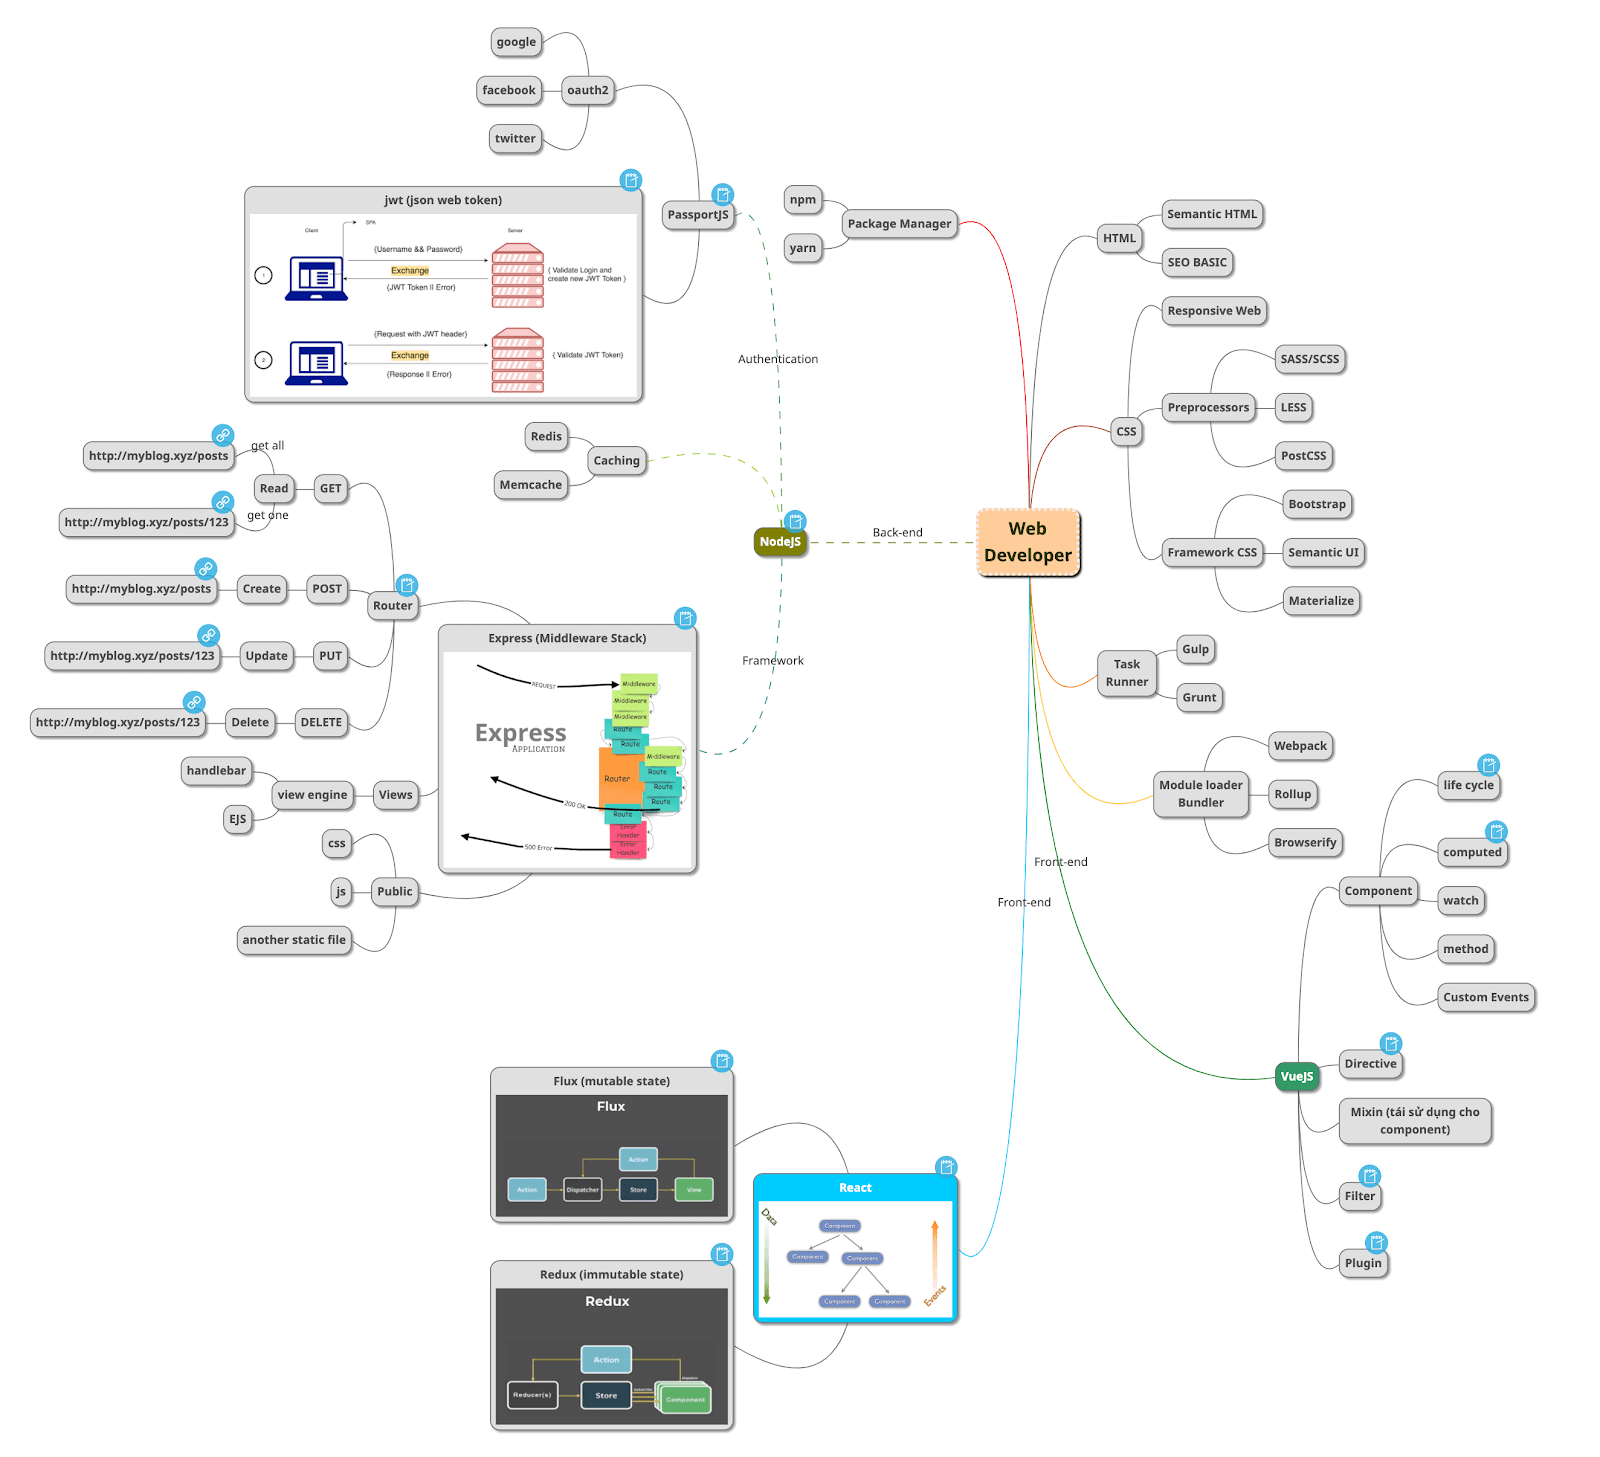 google
facebook
oauth2
twitter
jwt (json web token)
Client
SPA
Server
{Username && Password}
1
Exchange
{ Validate Login and
create new JWT Token }
{JWT Token II Error}
{Request with JWT header}
2
Exchange
{ Validate JWT Token}
{Response II Error}
PassportJS
npm
Package Manager
yarn
Authentication
Redis
Caching
Memcache
NodeJS
Back-end
Web
Developer
Framework
get all
http://myblog.xyz/posts
Read
GET
get one
http://myblog.xyz/posts/123
http://myblog.xyz/posts
Create
POST
Router
http://myblog.xyz/posts/123
Update
PUT
http://myblog.xyz/posts/123
Delete
DELETE
handlebar
view engine
Views
EJS
css
js
Public
another static file
Express (Middleware Stack)
REQUEST
Middleware
Middleware
Middleware
Route
Route
Express
APPLICATION
Middleware
Router
Route
Route
Route
200 OK
Route
Error
Handler
Error
Handler
500 Error
HTML
Semantic HTML
SEO BASIC
CSS
Responsive Web
Preprocessors
SASS/SCSS
LESS
PostCSS
Framework CSS
Bootstrap
Semantic UI
Materialize
Task
Runner
Gulp
Grunt
Module loader
Bundler
Webpack
Rollup
Browserify
Front-end
Front-end
Component
life cycle
computed
watch
method
Custom Events
VueJS
Directive
Mixin (tái sử dụng cho
component)
Filter
Plugin
Flux (mutable state)
Flux
Action
Action
Dispatcher
Store
View
Redux (immutable state)
Redux
Action
Reducer(s)
Store
Component
React
Data
Component
Component
Component
Component
Component
Events